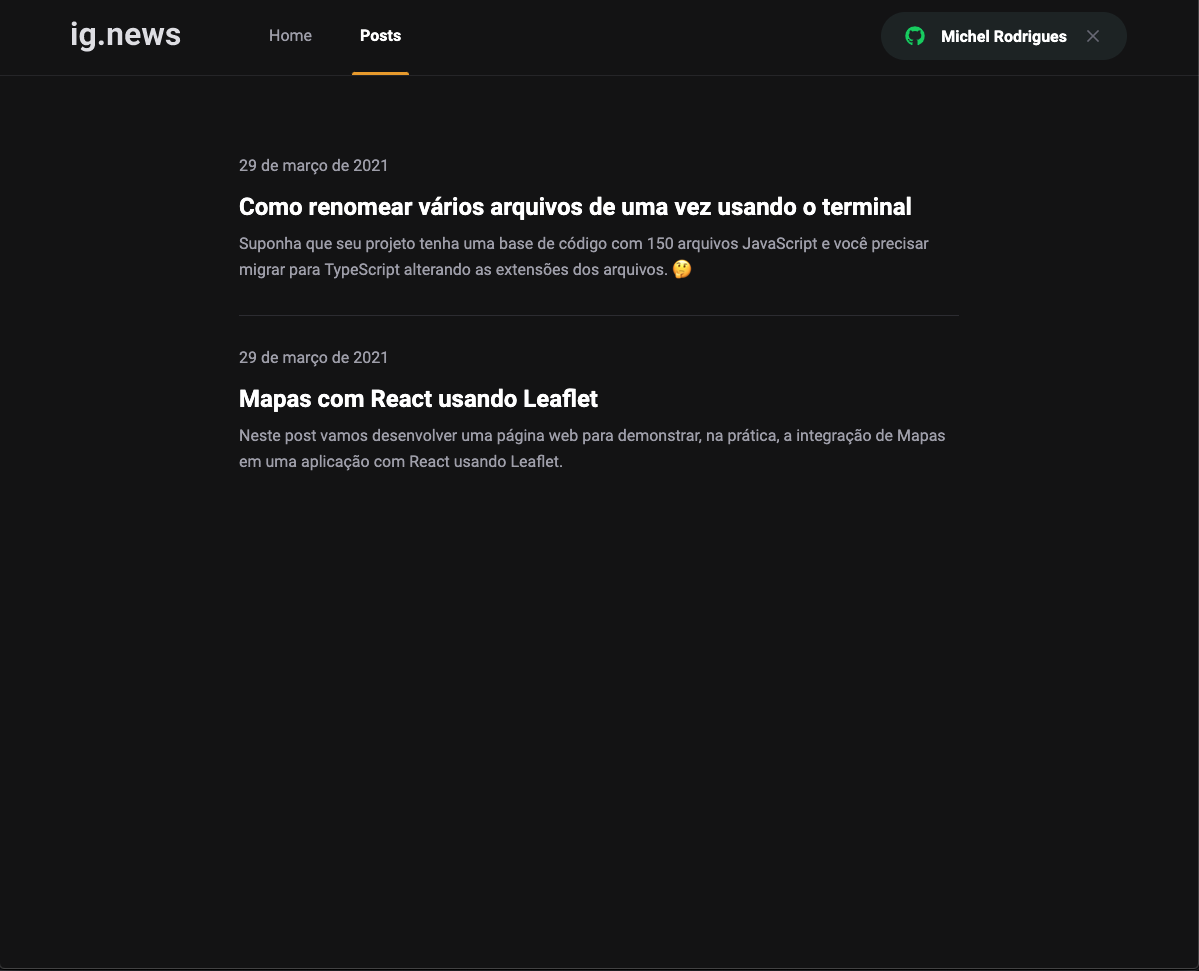 ig.news
Home
Posts
Michel Rodrigues
29 de março de 2021
Como renomear vários arquivos de uma vez usando o terminal
Suponha que seu projeto tenha uma base de código com 150 arquivos JavaScript e você precisar
migrar para TypeScript alterando as extensões dos arquivos. 🤔
29 de março de 2021
Mapas com React usando Leaflet
Neste post vamos desenvolver uma página web para demonstrar, na prática, a integração de Mapas
em uma aplicação com React usando Leaflet.